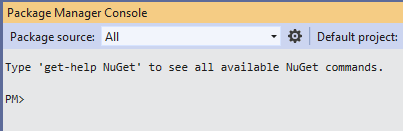 Package Manager Console
Package source: All Default project:
Type 'get-help NuGet' to see all available NuGet commands.
PM>